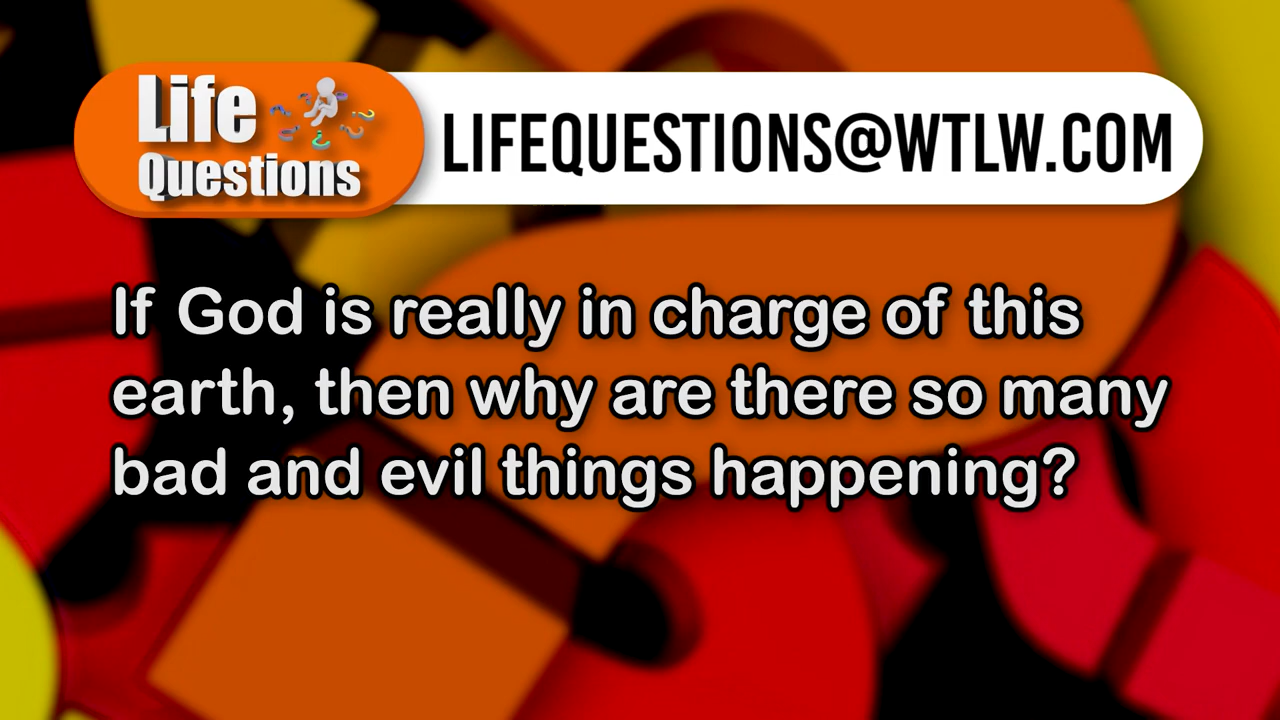 Life
Questions
LIFEQUESTIONS@WTLW.COM
If God is really in charge of this
earth, then why are there so many
bad and evil things happening?